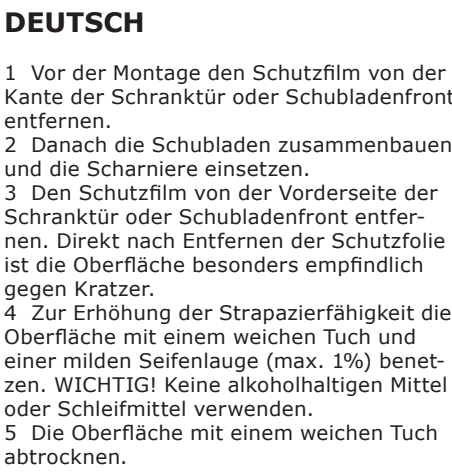 DEUTSCH
1 Vor der Montage den Schutzfilm von der
Kante der Schranktür oder Schubladenfront
entfernen.
2 Danach die Schubladen zusammenbauen
und die Scharniere einsetzen.
3 Den Schutzfilm von der Vorderseite der
Schranktür oder Schubladenfront entfer-
nen. Direkt nach Entfernen der Schutzfolie
ist die Oberfläche besonders empfindlich
gegen Kratzer.
4 Zur Erhöhung der Strapazierfähigkeit die
Oberfläche mit einem weichen Tuch und
einer milden Seifenlauge (max. 1%) benet-
zen. WICHTIG! Keine alkoholhaltigen Mittel
oder Schleifmittel verwenden.
5 Die Oberfläche mit einem weichen Tuch
abtrocknen.